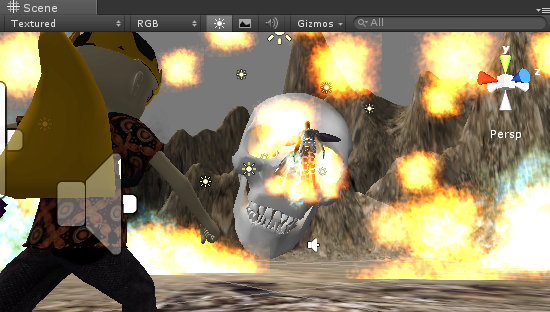 Scene
Textured RGB Gizmos All
y
z
Persp